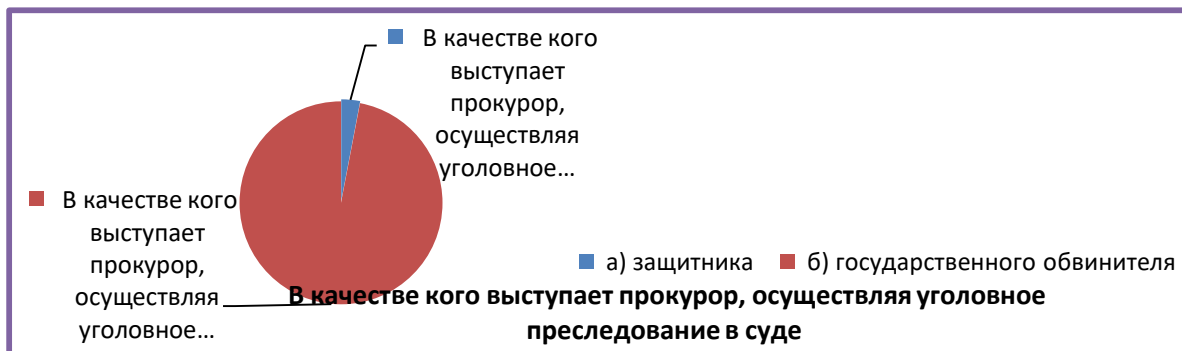 В качестве кого
выступает
прокурор,
осуществляя
уголовное...
В качестве кого
выступает
прокурор,
осуществляя
уголовное...
а) защитника б) государственного обвинителя
В качестве кого выступает прокурор, осуществляя уголовное
преследование в суде